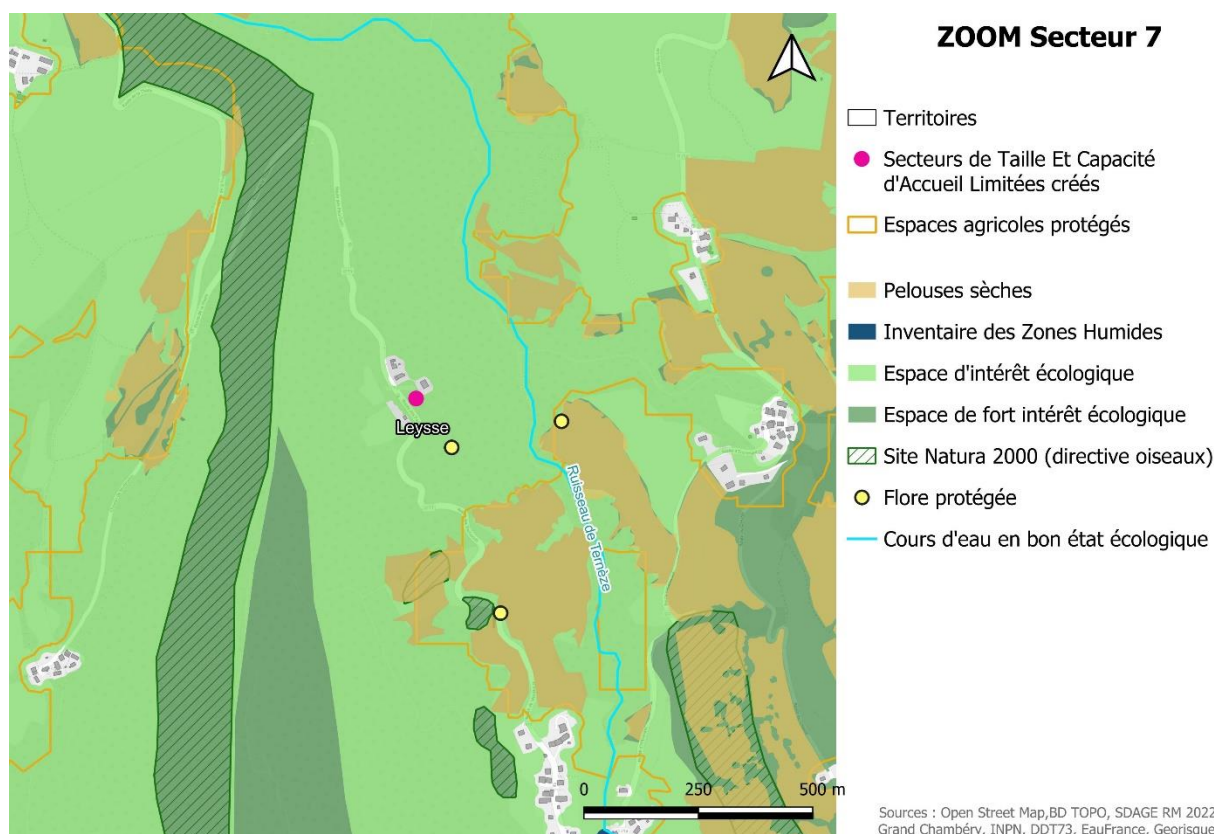 ZOOM Secteur 7
Territoires
Secteurs de Taille Et Capacité
d'Accueil Limitées créés
Espaces agricoles protégés
Pelouses sèches
Inventaire des Zones Humides
Espace d'intérêt écologique
Espace de fort intérêt écologique
Site Natura 2000 (directive oiseaux)
Flore protégée
Cours d'eau en bon état écologique
Leysse
Ruisseau de Ternèze
0 250 500 m
Sources : Open Street Map,BD TOPO, SDAGE RM 2022
Grand Chambéry, INPN, DDT73, EauFrance, Georisque